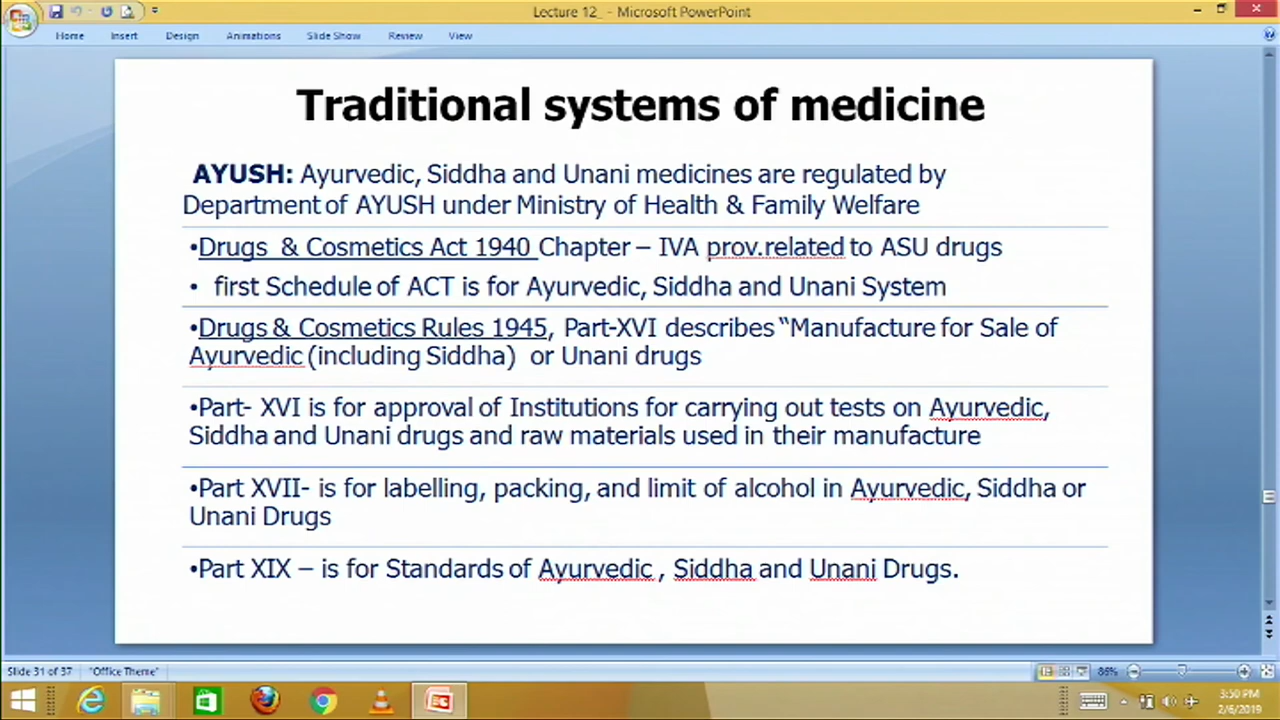 Lecture 12_ - Microsoft PowerPoint
Home Insert Design Animations Slide Show Review View
Traditional systems of medicine
AYUSH: Ayurvedic, Siddha and Unani medicines are regulated by
Department of AYUSH under Ministry of Health & Family Welfare
•Drugs & Cosmetics Act 1940 Chapter – IVA prov.related to ASU drugs
• first Schedule of ACT is for Ayurvedic, Siddha and Unani System
•Drugs & Cosmetics Rules 1945, Part-XVI describes “Manufacture for Sale of
Ayurvedic (including Siddha) or Unani drugs
•Part- XVI is for approval of Institutions for carrying out tests on Ayurvedic,
Siddha and Unani drugs and raw materials used in their manufacture
•Part XVII- is for labelling, packing, and limit of alcohol in Ayurvedic, Siddha or
Unani Drugs
•Part XIX – is for Standards of Ayurvedic , Siddha and Unani Drugs.
Slide 31 of 37 "Office Theme" 86%
3:50 PM
2/6/2019